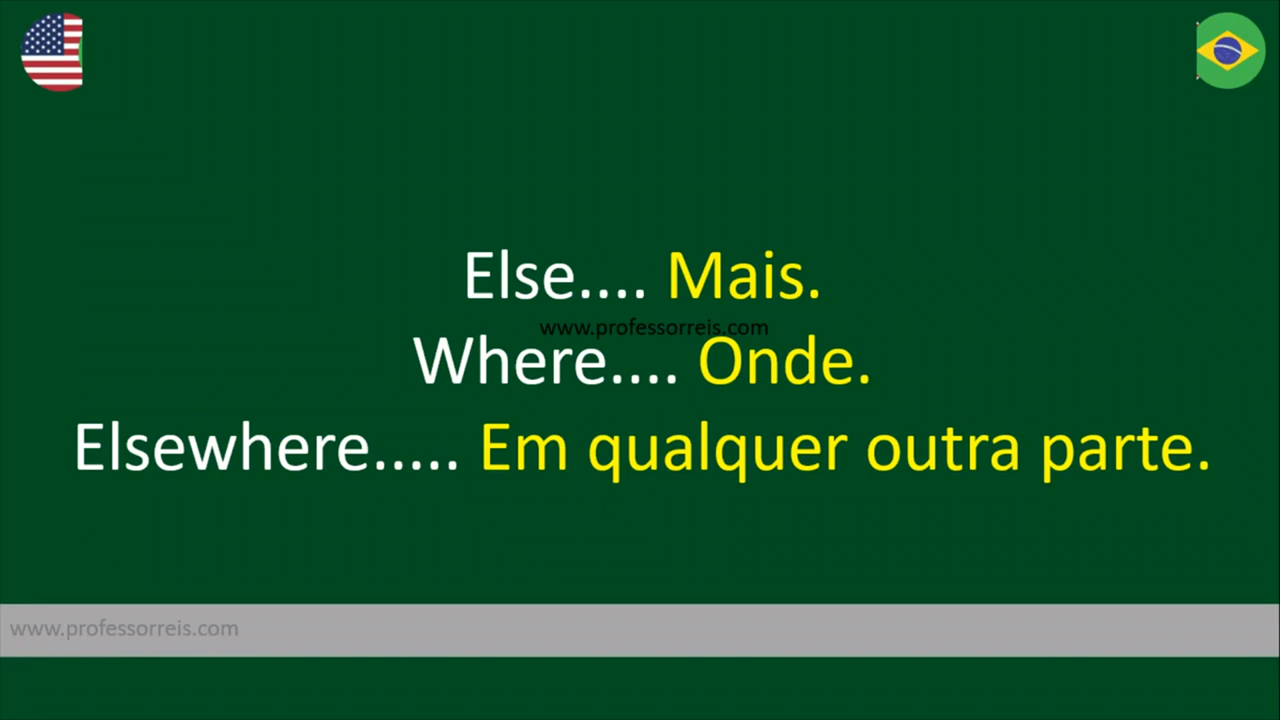 Else.... Mais.
www.professorreis.com
Where.... Onde.
Elsewhere..... Em qualquer outra parte.
www.professorreis.com